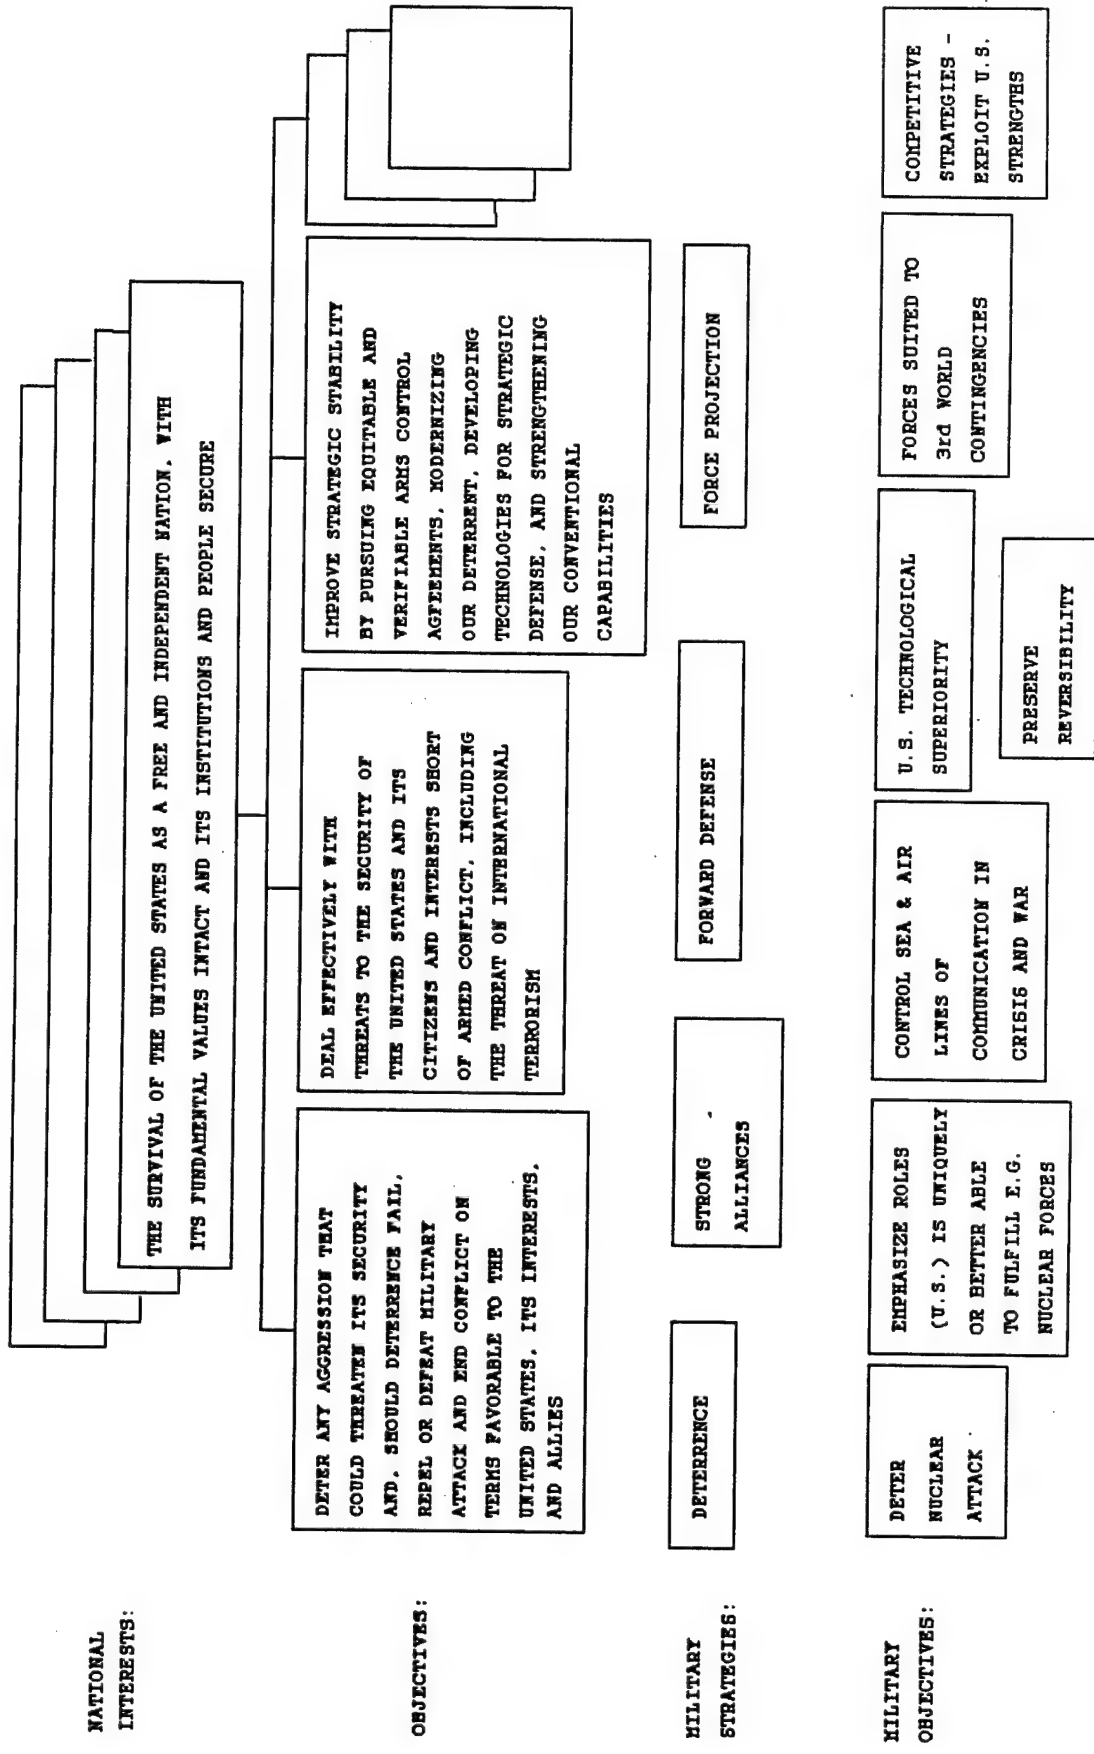 NATIONAL
INTERESTS:
THE SURVIVAL OF THE UNITED STATES AS A FREE AND INDEPENDENT NATION, WITH
ITS FUNDAMENTAL VALUES INTACT AND ITS INSTITUTIONS AND PEOPLE SECURE
OBJECTIVES:
DETER ANY AGGRESSION THAT
COULD THREATEN ITS SECURITY
AND, SHOULD DETERRENCE FAIL,
REPEL OR DEFEAT MILITARY
ATTACK AND END CONFLICT ON
TERMS FAVORABLE TO THE
UNITED STATES, ITS INTERESTS,
AND ALLIES
DEAL EFFECTIVELY WITH
THREATS TO THE SECURITY OF
THE UNITED STATES AND ITS
CITIZENS AND INTERESTS SHORT
OF ARMED CONFLICT, INCLUDING
THE THREAT ON INTERNATIONAL
TERRORISM
IMPROVE STRATEGIC STABILITY
BY PURSUING EQUITABLE AND
VERIFIABLE ARMS CONTROL
AGFEEMENTS, MODERNIZING
OUR DETERRENT, DEVELOPING
TECHNOLOGIES FOR STRATEGIC
DEFENSE, AND STRENGTHENING
OUR CONVENTIONAL
CAPABILITIES
MILITARY
STRATEGIES:
DETERRENCE
STRONG -
ALLIANCES
FORWARD DEFENSE
FORCE PROJECTION
MILITARY
OBJECTIVES:
DETER
NUCLEAR
ATTACK
EMPHASIZE ROLES
(U.S.) IS UNIQUELY
OR BETTER ABLE
TO FULFILL E.G.
NUCLEAR FORCES
CONTROL SEA & AIR
LINES OF
COMMUNICATION IN
CRISIS AND WAR
U.S. TECHNOLOGICAL
SUPERIORITY
FORCES SUITED TO
3rd WORLD
CONTINGENCIES
COMPETITIVE
STRATEGIES -
EXPLOIT U.S.
STRENGTHS
PRESERVE
REVERSIBILITY